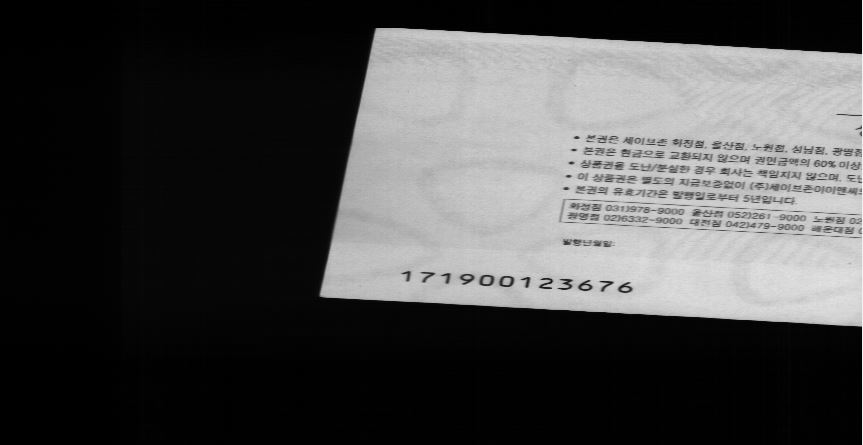 • 본권은 세이브존 화정점, 울산점, 노원점, 성남점, 광명점
• 본권은 현금으로 교환되지 않으며 권면금액의 60% 이상
• 상품권을 도난/분실한 경우 회사는 책임지지 않으며, 도난
• 이 상품권은 별도의 지급보증없이 (주)세이브존아이앤씨
• 본권의 유효기간은 발행일로부터 5년입니다.
화정점 031)978-9000 울산점 052)261-9000 노원점 02
광명점 02)6332-9000 대전점 042)479-9000 해운대점
발행년월일:
171900123676